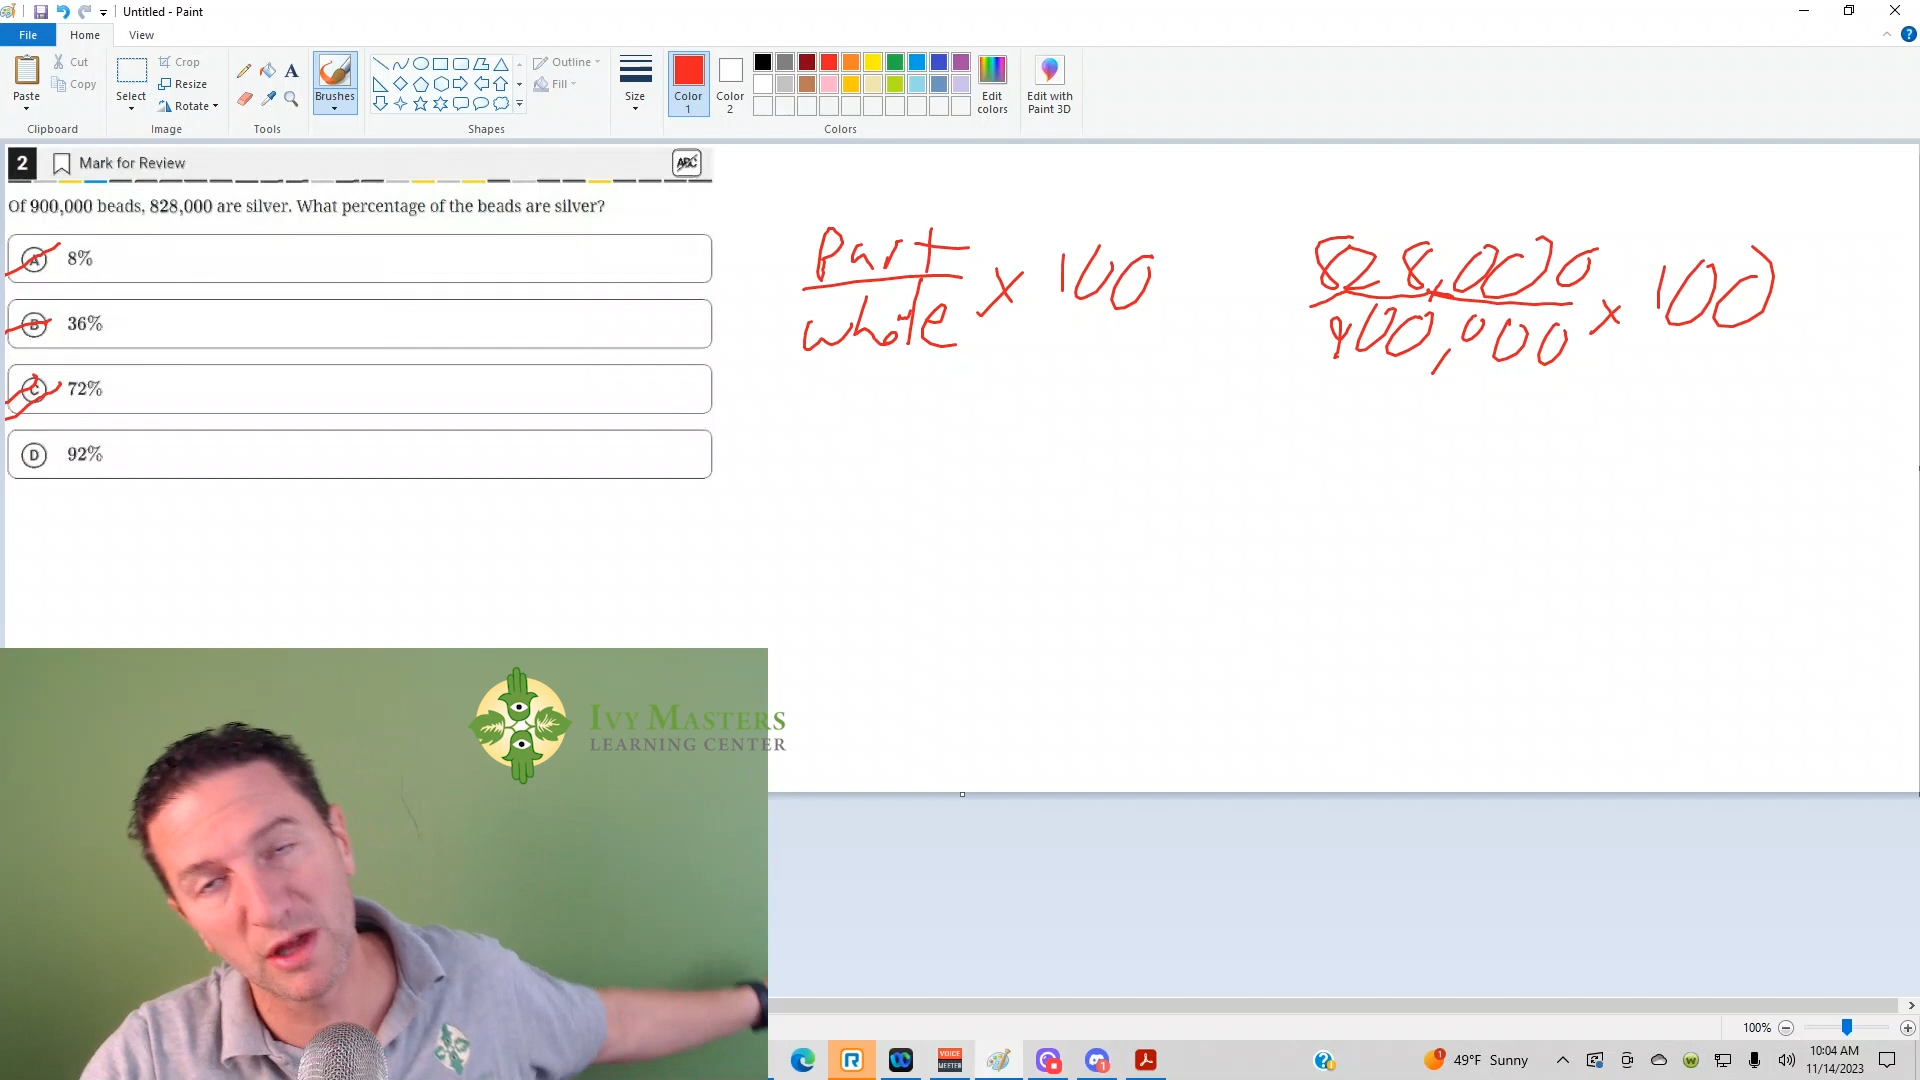 Untitled - Paint
File Home View
Paste
Cut
Copy
Clipboard
Select
Crop
Resize
Rotate
Image
A
Tools
Brushes
Shapes
Outline
Fill
Size
Color 1
Color 2
Colors
Edit colors
Edit with Paint 3D
2 Mark for Review ABC
Of 900,000 beads, 828,000 are silver. What percentage of the beads are silver?
A 8%
B 36%
C 72%
D 92%
Part
whole
x 100
828,000
900,000
x 100
IVY MASTERS
LEARNING CENTER
100%
VOICE
MEETER
49°F Sunny
10:04 AM
11/14/2023